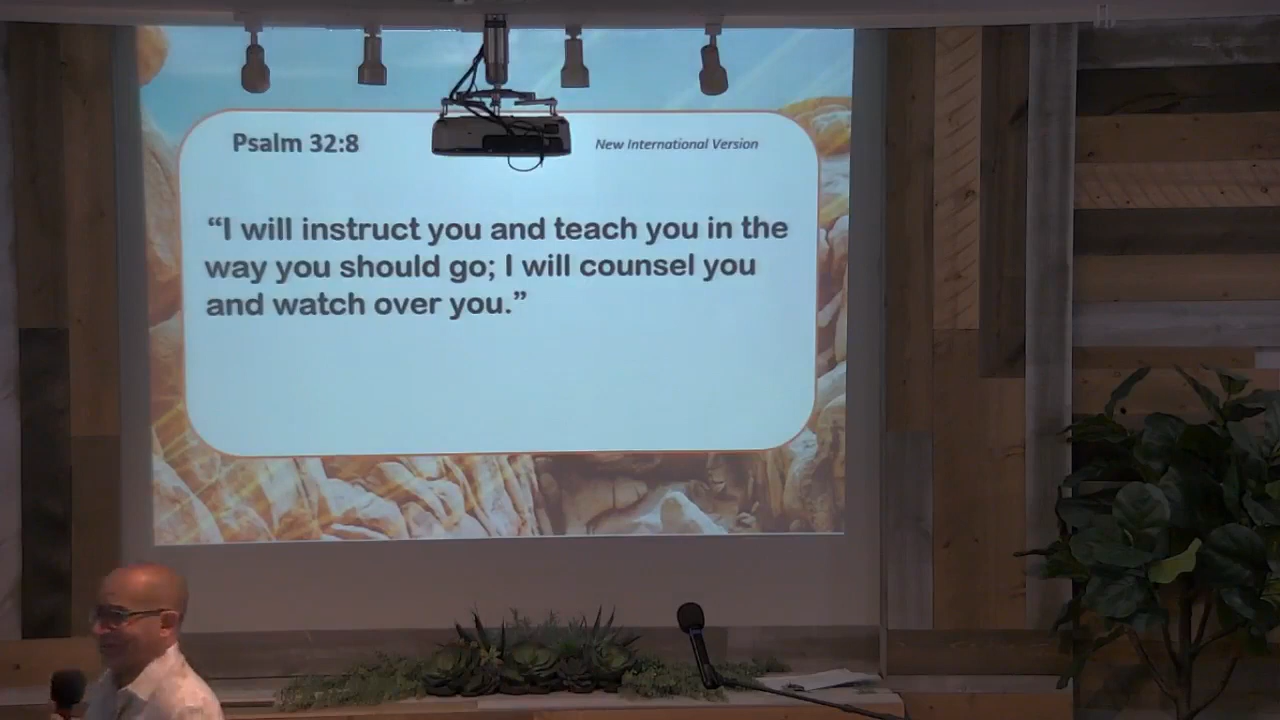 Psalm 32:8
New International Version
“I will instruct you and teach you in the
way you should go; I will counsel you
and watch over you.”